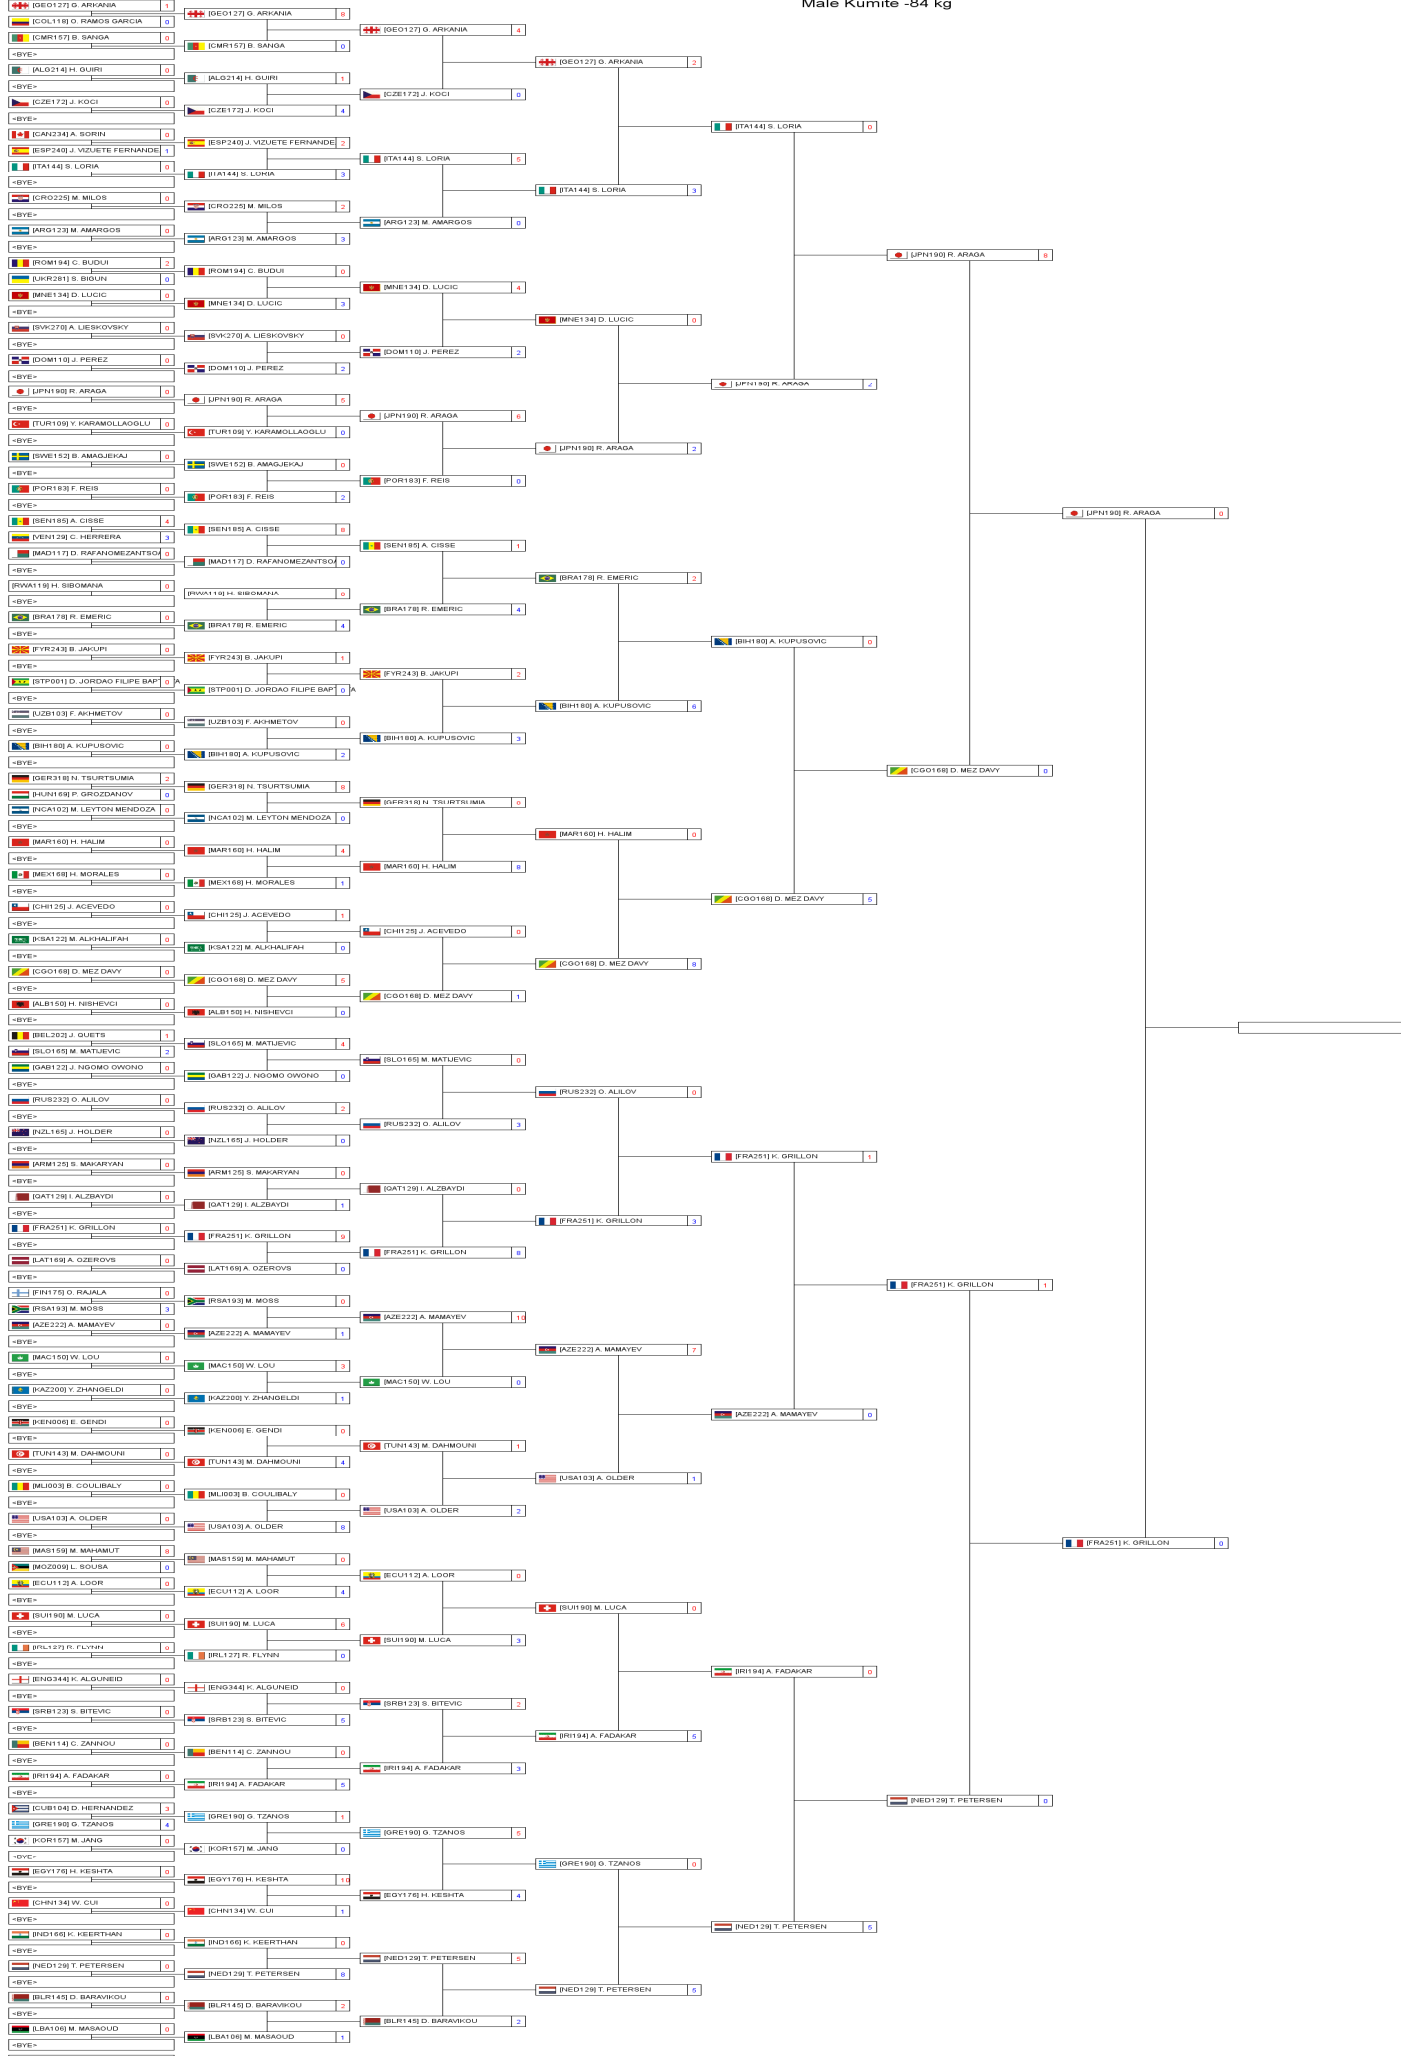 Male Kumite -84 kg
[GEO127] G. ARKANIA 1
[COL118] O. RAMOS GARCIA 0
[CMR157] B. SANGA 0
<BYE>
[ALG214] H. GUIRI 0
<BYE>
[CZE172] J. KOCI 0
<BYE>
[CAN234] A. SORIN 0
[ESP240] J. VIZUETE FERNANDE 1
[ITA144] S. LORIA 0
<BYE>
[CRO225] M. MILOS 0
<BYE>
[ARG123] M. AMARGOS 0
<BYE>
[ROM194] C. BUDUI 2
[UKR281] S. BIGUN 0
[MNE134] D. LUCIC 0
<BYE>
[SVK270] A. LIESKOVSKY 0
<BYE>
[DOM110] J. PEREZ 0
<BYE>
[JPN190] R. ARAGA 0
<BYE>
[TUR109] Y. KARAMOLLAOGLU 0
<BYE>
[SWE152] B. AMAGJEKAJ 0
<BYE>
[POR183] F. REIS 0
<BYE>
[SEN185] A. CISSE 4
[VEN129] C. HERRERA 3
[MAD117] D. RAFANOMEZANTSOA 0
<BYE>
[RWA119] H. SIBOMANA 0
<BYE>
[BRA178] R. EMERIC 0
<BYE>
[FYR243] B. JAKUPI 0
<BYE>
[STP001] D. JORDAO FILIPE BAPT 0 A
<BYE>
[UZB103] F. AKHMETOV 0
<BYE>
[BIH180] A. KUPUSOVIC 0
<BYE>
[GER318] N. TSURTSUMIA 2
[HUN169] P. GROZDANOV 0
[NCA102] M. LEYTON MENDOZA 0
<BYE>
[MAR160] H. HALIM 0
<BYE>
[MEX168] H. MORALES 0
<BYE>
[CHI125] J. ACEVEDO 0
<BYE>
[KSA122] M. ALKHALIFAH 0
<BYE>
[CGO168] D. MEZ DAVY 0
<BYE>
[ALB150] H. NISHEVCI 0
<BYE>
[BEL202] J. QUETS 1
[SLO165] M. MATIJEVIC 2
[GAB122] J. NGOMO OWONO 0
<BYE>
[RUS232] O. ALILOV 0
<BYE>
[NZL165] J. HOLDER 0
<BYE>
[ARM125] S. MAKARYAN 0
<BYE>
[QAT129] I. ALZBAYDI 0
<BYE>
[FRA251] K. GRILLON 0
<BYE>
[LAT169] A. OZEROVS 0
<BYE>
[FIN175] O. RAJALA 0
[RSA193] M. MOSS 3
[AZE222] A. MAMAYEV 0
<BYE>
[MAC150] W. LOU 0
<BYE>
[KAZ200] Y. ZHANGELDI 0
<BYE>
[KEN006] E. GENDI 0
<BYE>
[TUN143] M. DAHMOUNI 0
<BYE>
[MLI003] B. COULIBALY 0
<BYE>
[USA103] A. OLDER 0
<BYE>
[MAS159] M. MAHAMUT 8
[MOZ009] L. SOUSA 0
[ECU112] A. LOOR 0
<BYE>
[SUI190] M. LUCA 0
<BYE>
[IRL127] R. FLYNN 0
<BYE>
[ENG344] K. ALGUNEID 0
<BYE>
[SRB123] S. BITEVIC 0
<BYE>
[BEN114] C. ZANNOU 0
<BYE>
[IRI194] A. FADAKAR 0
<BYE>
[CUB104] D. HERNANDEZ 3
[GRE190] G. TZANOS 4
[KOR157] M. JANG 0
<BYE>
[EGY176] H. KESHTA 0
<BYE>
[CHN134] W. CUI 0
<BYE>
[IND166] K. KEERTHAN 0
<BYE>
[NED129] T. PETERSEN 0
<BYE>
[BLR145] D. BARAVIKOU 0
<BYE>
[LBA106] M. MASAOUD 0
<BYE>
[GEO127] G. ARKANIA 8
[CMR157] B. SANGA 0
[ALG214] H. GUIRI 1
[CZE172] J. KOCI 4
[ESP240] J. VIZUETE FERNANDE 2
[ITA144] S. LORIA 3
[CRO225] M. MILOS 2
[ARG123] M. AMARGOS 3
[ROM194] C. BUDUI 0
[MNE134] D. LUCIC 3
[SVK270] A. LIESKOVSKY 0
[DOM110] J. PEREZ 2
[JPN190] R. ARAGA 5
[TUR109] Y. KARAMOLLAOGLU 0
[SWE152] B. AMAGJEKAJ 0
[POR183] F. REIS 2
[SEN185] A. CISSE 8
[MAD117] D. RAFANOMEZANTSOA 0
[RWA119] H. SIBOMANA 0
[BRA178] R. EMERIC 4
[FYR243] B. JAKUPI 1
[STP001] D. JORDAO FILIPE BAPT 0 A
[UZB103] F. AKHMETOV 0
[BIH180] A. KUPUSOVIC 2
[GER318] N. TSURTSUMIA 8
[NCA102] M. LEYTON MENDOZA 0
[MAR160] H. HALIM 4
[MEX168] H. MORALES 1
[CHI125] J. ACEVEDO 1
[KSA122] M. ALKHALIFAH 0
[CGO168] D. MEZ DAVY 5
[ALB150] H. NISHEVCI 0
[SLO165] M. MATIJEVIC 4
[GAB122] J. NGOMO OWONO 0
[RUS232] O. ALILOV 2
[NZL165] J. HOLDER 0
[ARM125] S. MAKARYAN 0
[QAT129] I. ALZBAYDI 1
[FRA251] K. GRILLON 9
[LAT169] A. OZEROVS 0
[RSA193] M. MOSS 0
[AZE222] A. MAMAYEV 1
[MAC150] W. LOU 3
[KAZ200] Y. ZHANGELDI 1
[KEN006] E. GENDI 0
[TUN143] M. DAHMOUNI 4
[MLI003] B. COULIBALY 0
[USA103] A. OLDER 8
[MAS159] M. MAHAMUT 0
[ECU112] A. LOOR 4
[SUI190] M. LUCA 6
[IRL127] R. FLYNN 0
[ENG344] K. ALGUNEID 0
[SRB123] S. BITEVIC 5
[BEN114] C. ZANNOU 0
[IRI194] A. FADAKAR 5
[GRE190] G. TZANOS 1
[KOR157] M. JANG 0
[EGY176] H. KESHTA 10
[CHN134] W. CUI 1
[IND166] K. KEERTHAN 0
[NED129] T. PETERSEN 8
[BLR145] D. BARAVIKOU 2
[LBA106] M. MASAOUD 1
[GEO127] G. ARKANIA 4
[CZE172] J. KOCI 0
[ITA144] S. LORIA 5
[ARG123] M. AMARGOS 0
[MNE134] D. LUCIC 4
[DOM110] J. PEREZ 2
[JPN190] R. ARAGA 6
[POR183] F. REIS 0
[SEN185] A. CISSE 1
[BRA178] R. EMERIC 4
[FYR243] B. JAKUPI 2
[BIH180] A. KUPUSOVIC 3
[GER318] N. TSURTSUMIA 0
[MAR160] H. HALIM 8
[CHI125] J. ACEVEDO 0
[CGO168] D. MEZ DAVY 1
[SLO165] M. MATIJEVIC 0
[RUS232] O. ALILOV 3
[QAT129] I. ALZBAYDI 0
[FRA251] K. GRILLON 8
[AZE222] A. MAMAYEV 10
[MAC150] W. LOU 0
[TUN143] M. DAHMOUNI 1
[USA103] A. OLDER 2
[ECU112] A. LOOR 0
[SUI190] M. LUCA 3
[SRB123] S. BITEVIC 2
[IRI194] A. FADAKAR 3
[GRE190] G. TZANOS 5
[EGY176] H. KESHTA 4
[NED129] T. PETERSEN 5
[BLR145] D. BARAVIKOU 2
[GEO127] G. ARKANIA 2
[ITA144] S. LORIA 3
[MNE134] D. LUCIC 0
[JPN190] R. ARAGA 2
[BRA178] R. EMERIC 2
[BIH180] A. KUPUSOVIC 6
[MAR160] H. HALIM 0
[CGO168] D. MEZ DAVY 8
[RUS232] O. ALILOV 0
[FRA251] K. GRILLON 3
[AZE222] A. MAMAYEV 7
[USA103] A. OLDER 1
[SUI190] M. LUCA 0
[IRI194] A. FADAKAR 5
[GRE190] G. TZANOS 0
[NED129] T. PETERSEN 5
[ITA144] S. LORIA 0
[JPN190] R. ARAGA 2
[BIH180] A. KUPUSOVIC 0
[CGO168] D. MEZ DAVY 5
[FRA251] K. GRILLON 1
[AZE222] A. MAMAYEV 0
[IRI194] A. FADAKAR 0
[NED129] T. PETERSEN 5
[JPN190] R. ARAGA 8
[CGO168] D. MEZ DAVY 0
[FRA251] K. GRILLON 1
[NED129] T. PETERSEN 0
[JPN190] R. ARAGA 0
[FRA251] K. GRILLON 0